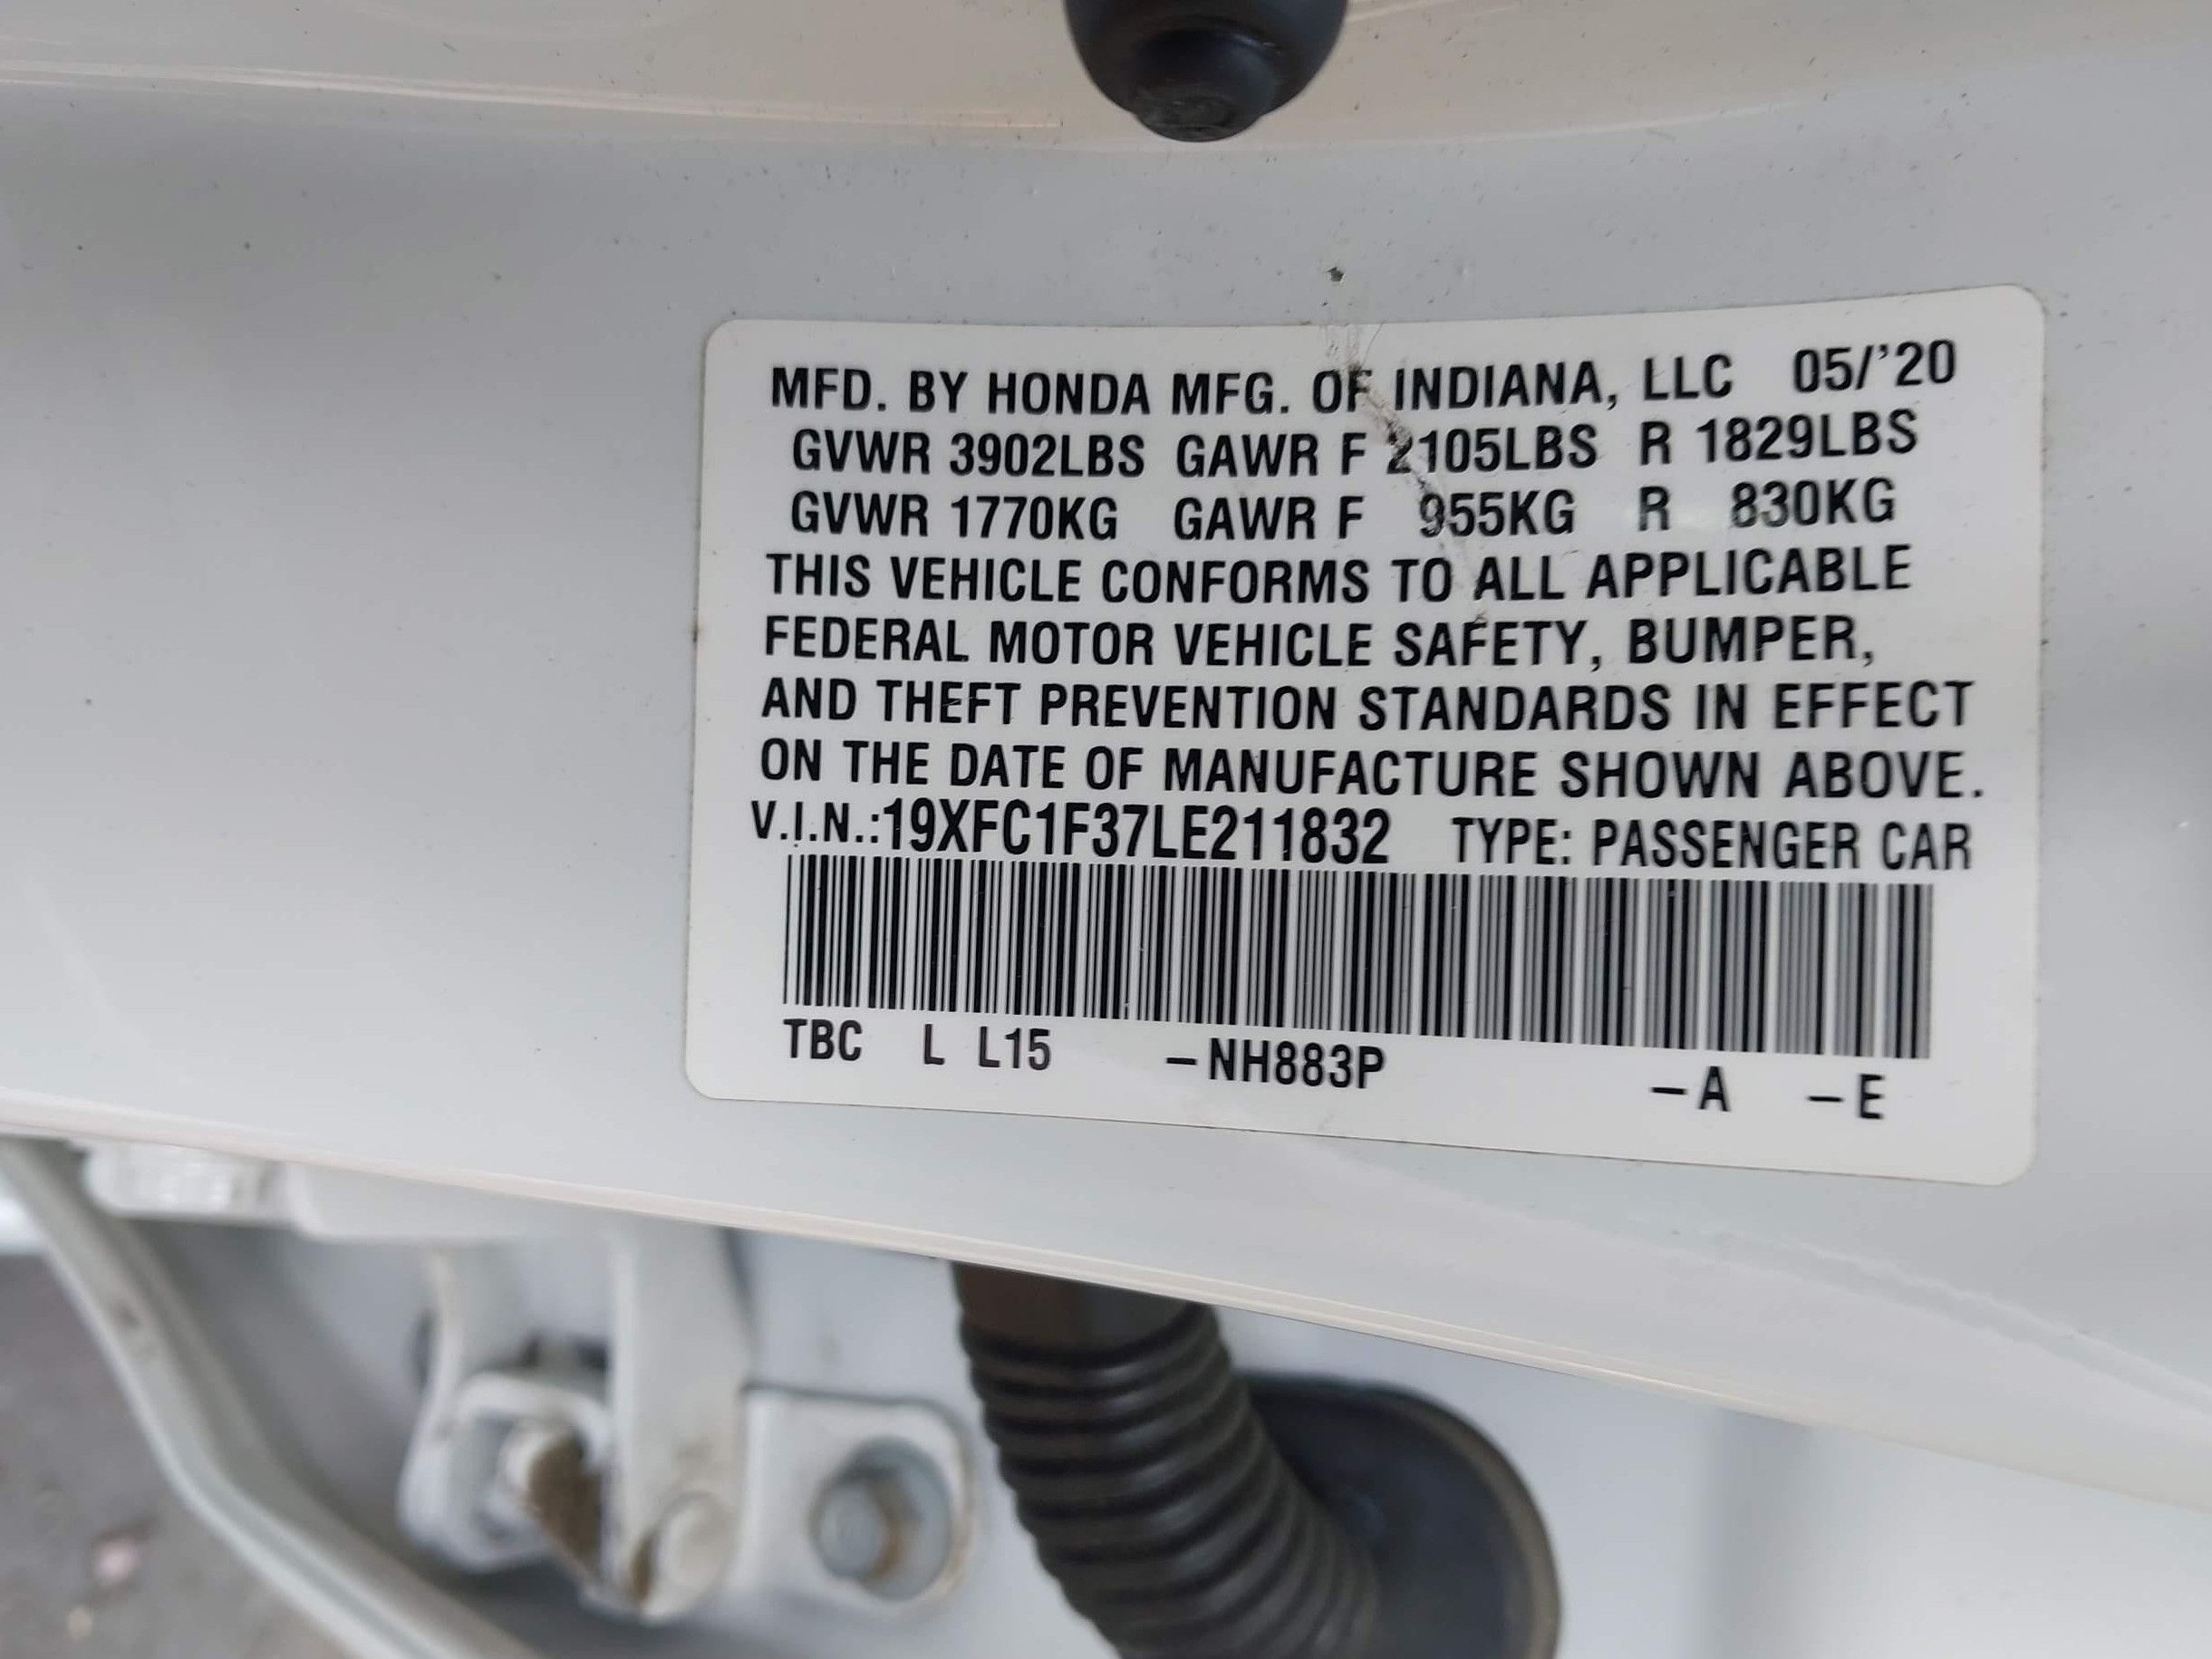 MFD. BY HONDA MFG. OF INDIANA, LLC 05/'20
GVWR 3902LBS GAWR F 2105LBS R 1829LBS
GVWR 1770KG GAWR F 955KG R 830KG
THIS VEHICLE CONFORMS TO ALL APPLICABLE
FEDERAL MOTOR VEHICLE SAFETY, BUMPER,
AND THEFT PREVENTION STANDARDS IN EFFECT
ON THE DATE OF MANUFACTURE SHOWN ABOVE.
V.I.N.:19XFC1F37LE211832 TYPE: PASSENGER CAR
TBC L L15 –NH883P –A –E